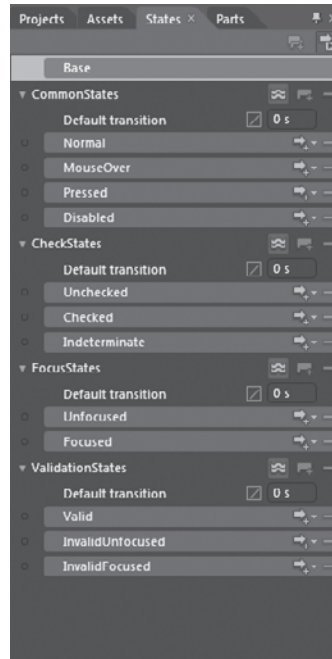 Projects Assets States × Parts
Base
CommonStates
Default transition 0 s
Normal
MouseOver
Pressed
Disabled
CheckStates
Default transition 0 s
Unchecked
Checked
Indeterminate
FocusStates
Default transition 0 s
Unfocused
Focused
ValidationStates
Default transition 0 s
Valid
InvalidUnfocused
InvalidFocused